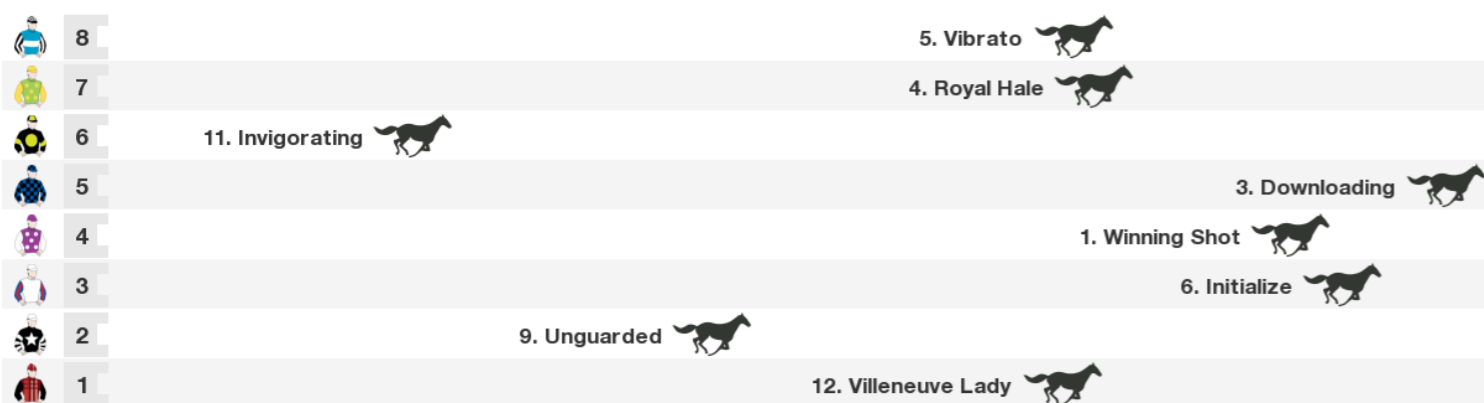 8 5. Vibrato
7 4. Royal Hale
6 11. Invigorating
5 3. Downloading
4 1. Winning Shot
3 6. Initialize
2 9. Unguarded
1 12. Villeneuve Lady